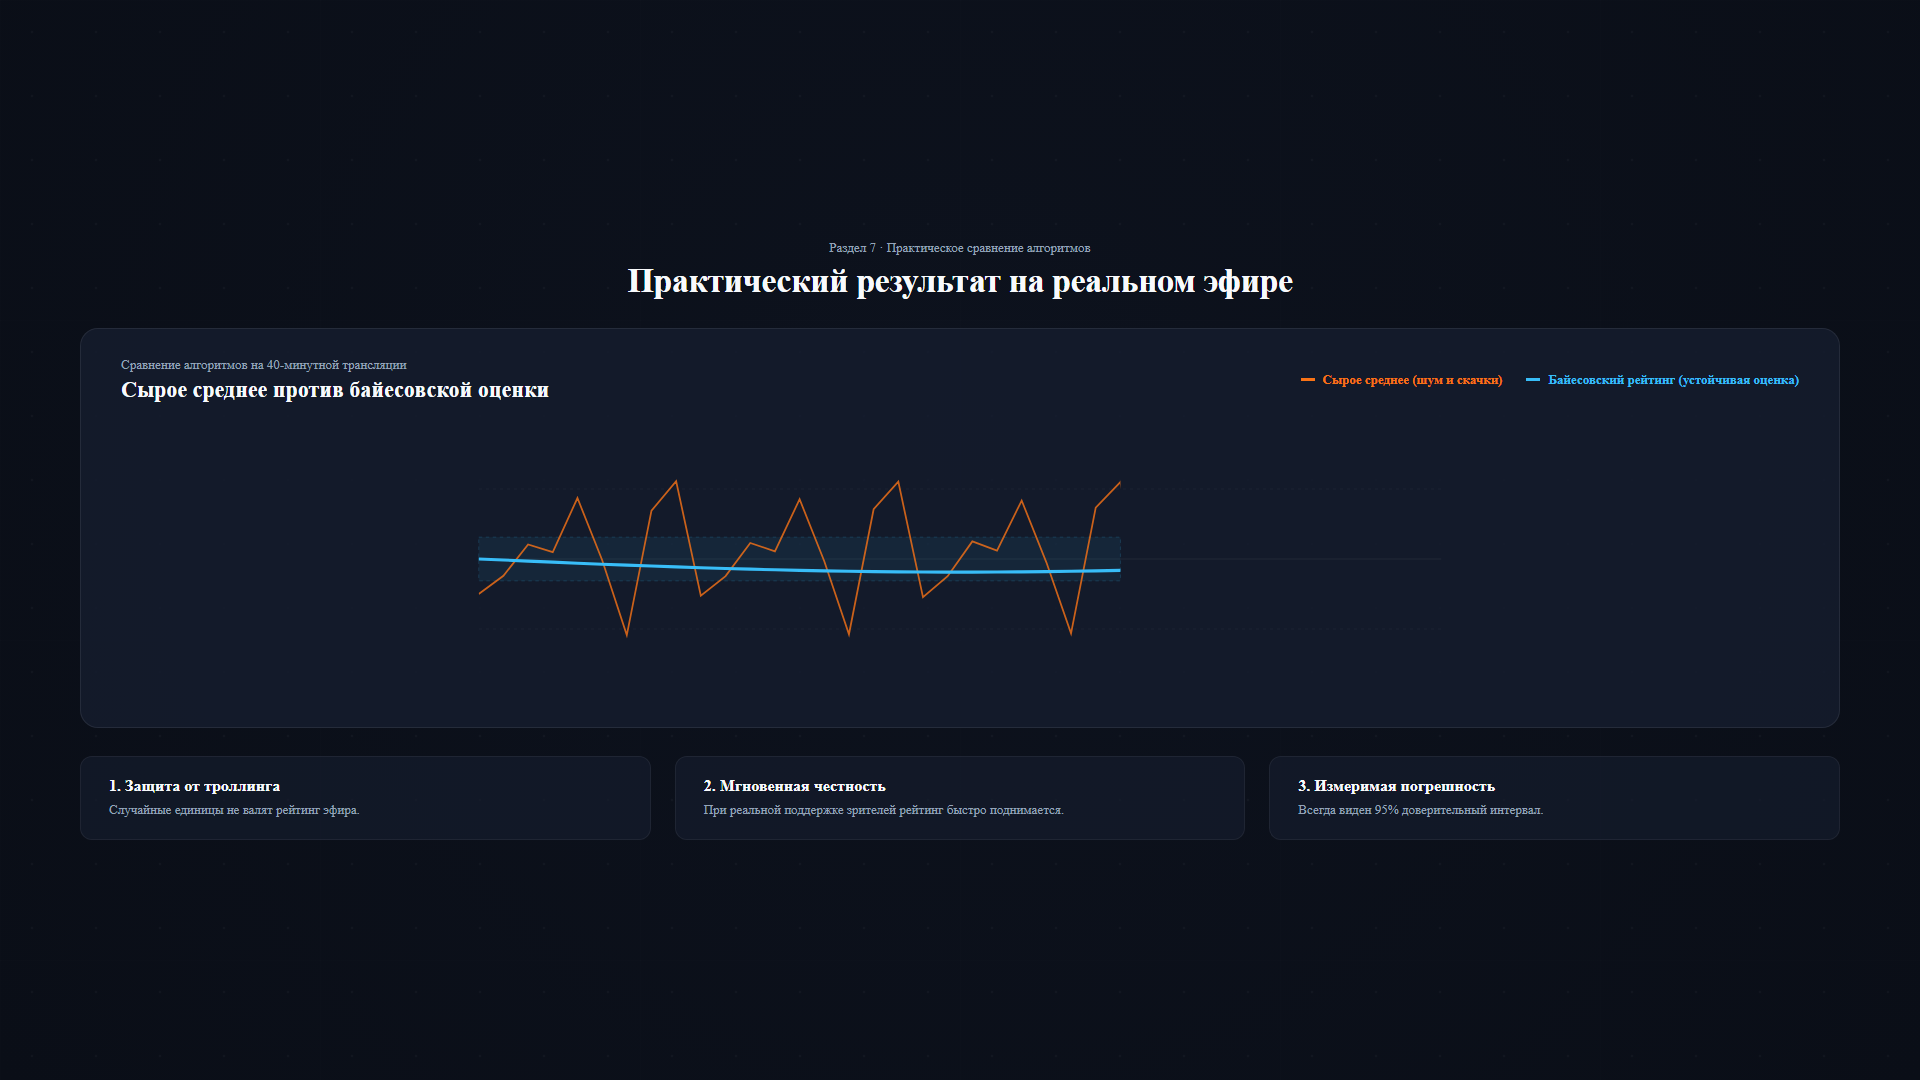 Раздел 7 · Практическое сравнение алгоритмов
Практический результат на реальном эфире
Сравнение алгоритмов на 40-минутной трансляции
Сырое среднее против байесовской оценки
Сырое среднее (шум и скачки)
Байесовский рейтинг (устойчивая оценка)
1. Защита от троллинга
Случайные единицы не валят рейтинг эфира.
2. Мгновенная честность
При реальной поддержке зрителей рейтинг быстро поднимается.
3. Измеримая погрешность
Всегда виден 95% доверительный интервал.